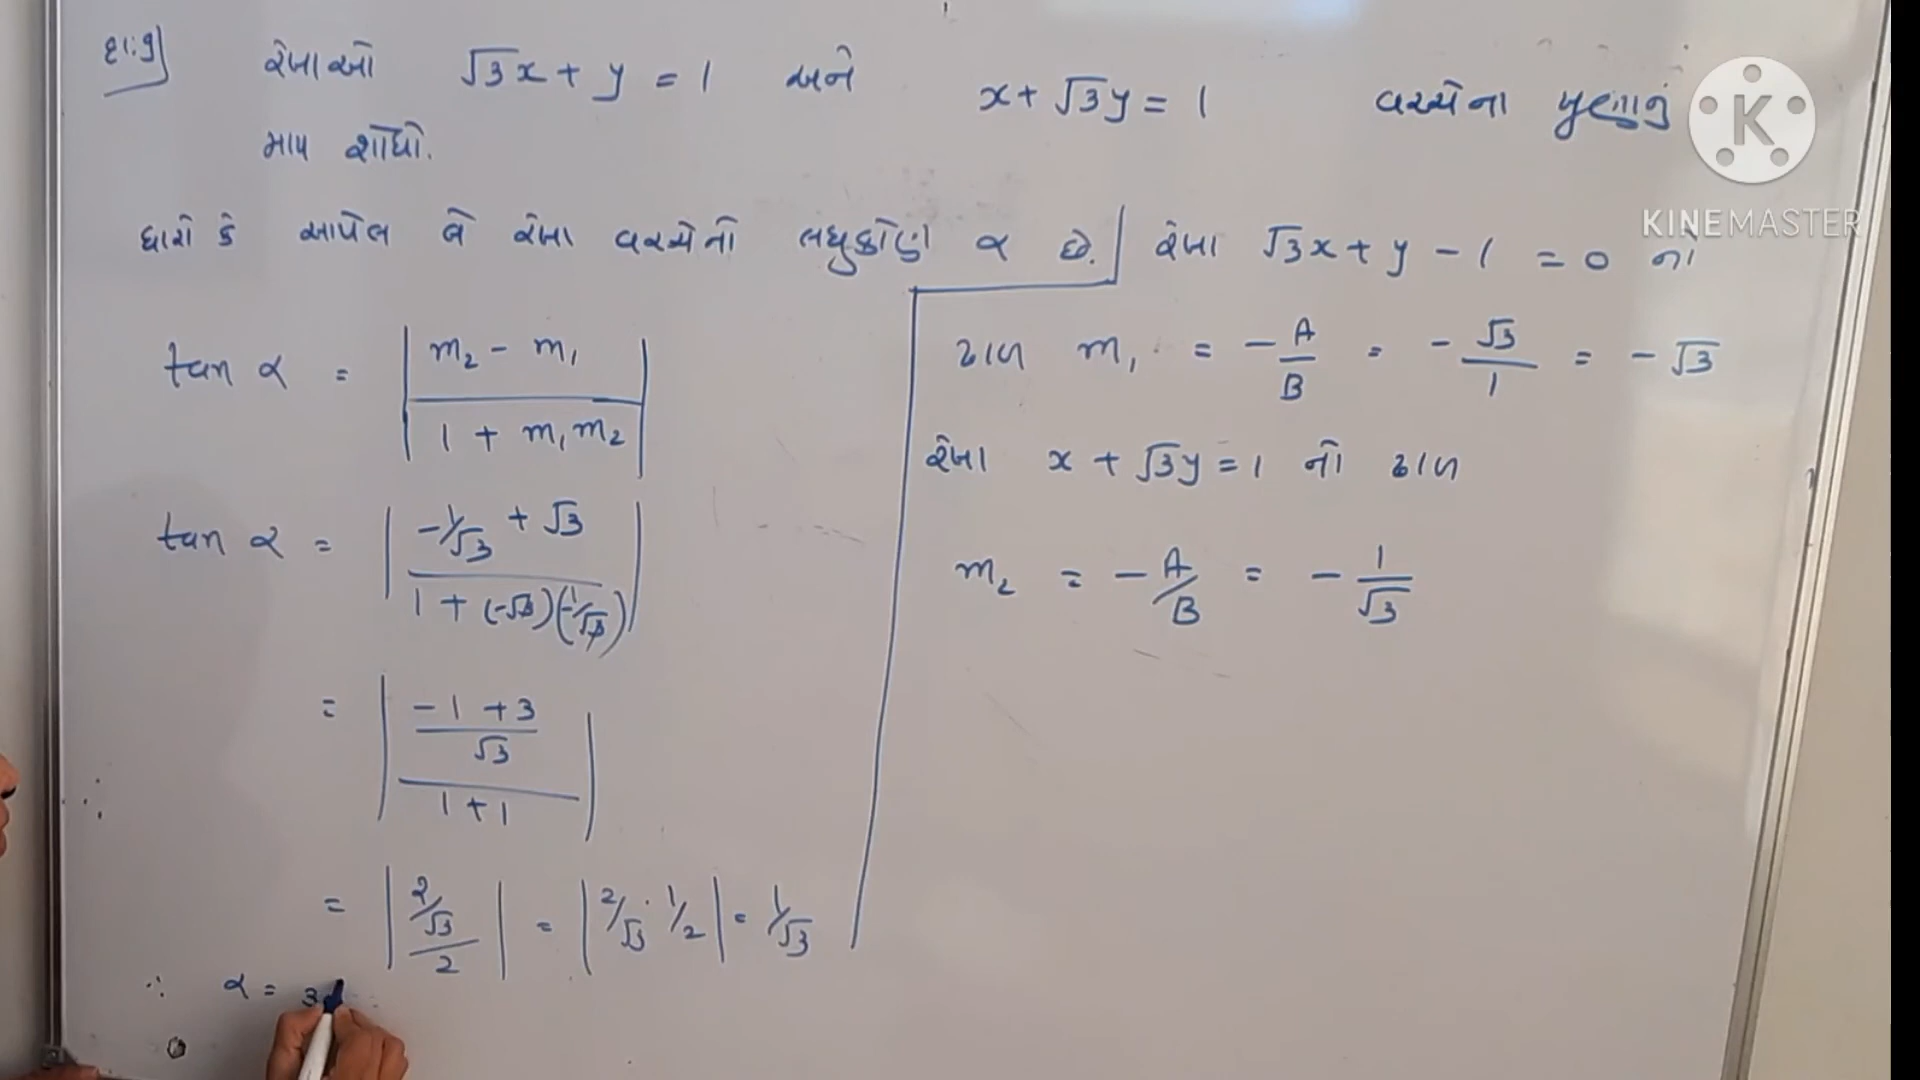 દા.9 રેખાઓ √3x + y = 1 અને x + √3y = 1 વચ્ચેના
માપ શોધો.
ધારો કે આપેલ બે રેખા વચ્ચેનો લઘુકોણ α છે.
tan α = | (m₂ - m₁) / (1 + m₁m₂) |
tan α = | (-1/√3 + √3) / (1 + (-√3)(-1/√3)) |
= | ((-1 + 3)/√3) / (1 + 1) |
= | (2/√3) / 2 | = | 2/√3 · 1/2 | = 1/√3
∴ α = 3
રેખા √3x + y - 1 = 0 નો
ઢાળ m₁ = -A/B = -√3/1 = -√3
રેખા x + √3y = 1 નો ઢાળ
m₂ = -A/B = -1/√3
K
KINEMASTER